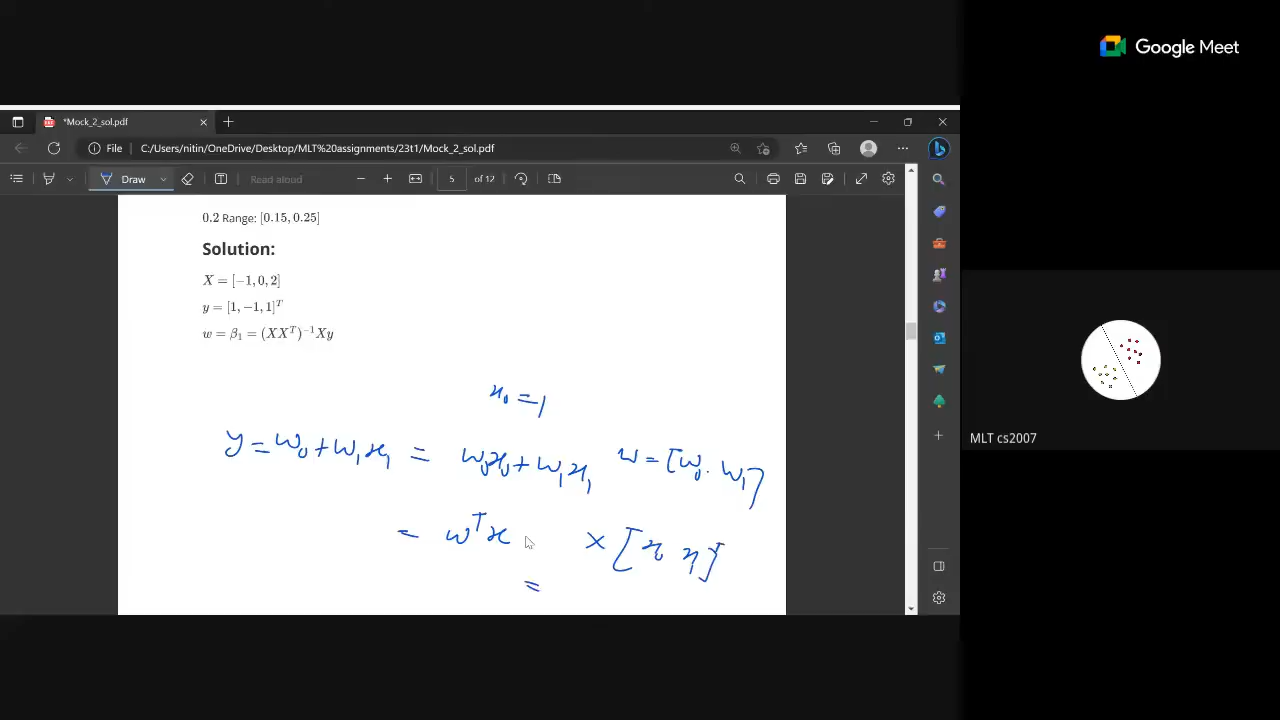 Google Meet
*Mock_2_sol.pdf
File
C:/Users/nitin/OneDrive/Desktop/MLT%20assignments/23t1/Mock_2_sol.pdf
Draw
Read aloud
5 of 12
0.2 Range: [0.15, 0.25]
Solution:
X = [−1, 0, 2]
y = [1, −1, 1]^T
w = β₁ = (XX^T)^−1 Xy
x₀ = 1
y = w₀ + w₁x₁ = w₀x₀ + w₁x₁ w = [w₀. w₁]
= w^T x x [x₀ x₁]
=
MLT cs2007